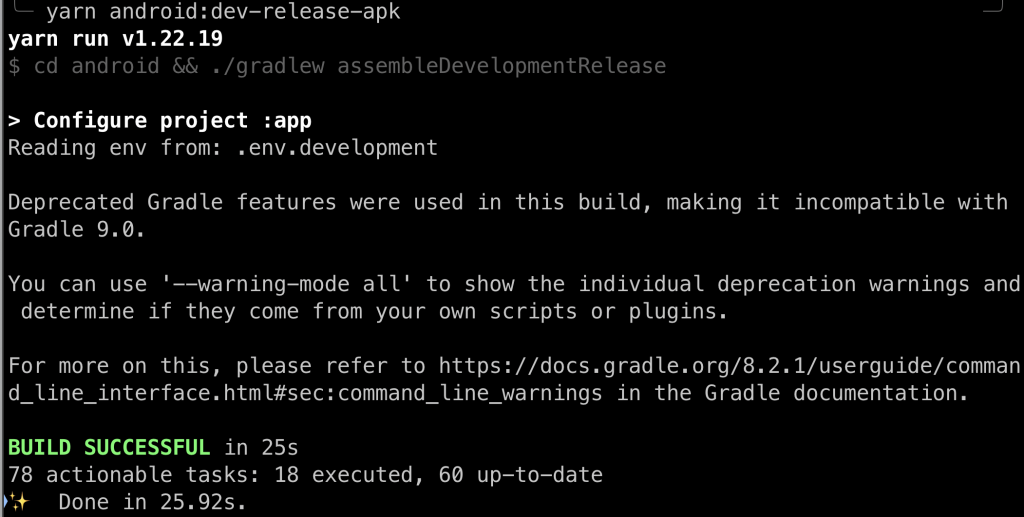 yarn android:dev-release-apk
yarn run v1.22.19
$ cd android && ./gradlew assembleDevelopmentRelease
> Configure project :app
Reading env from: .env.development
Deprecated Gradle features were used in this build, making it incompatible with
Gradle 9.0.
You can use '--warning-mode all' to show the individual deprecation warnings and
determine if they come from your own scripts or plugins.
For more on this, please refer to https://docs.gradle.org/8.2.1/userguide/comman
d_line_interface.html#sec:command_line_warnings in the Gradle documentation.
BUILD SUCCESSFUL in 25s
78 actionable tasks: 18 executed, 60 up-to-date
✨ Done in 25.92s.